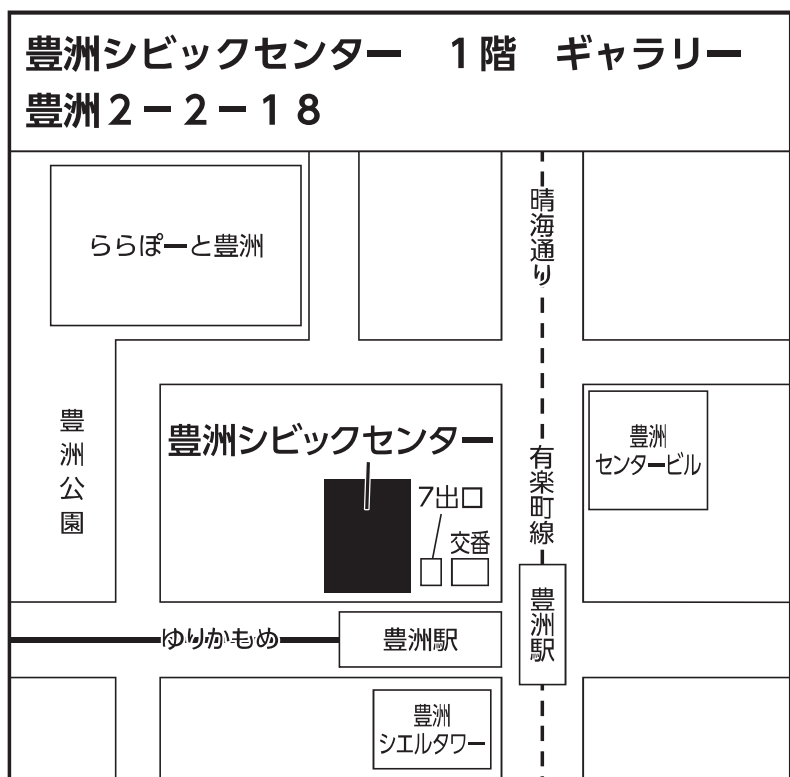 豊洲シビックセンター　1階　ギャラリー
豊洲２－２－１８
ららぽーと豊洲
晴海通り
豊洲公園
豊洲シビックセンター
7出口
交番
有楽町線
豊洲
センタービル
ゆりかもめ
豊洲駅
豊洲駅
豊洲
シエルタワー